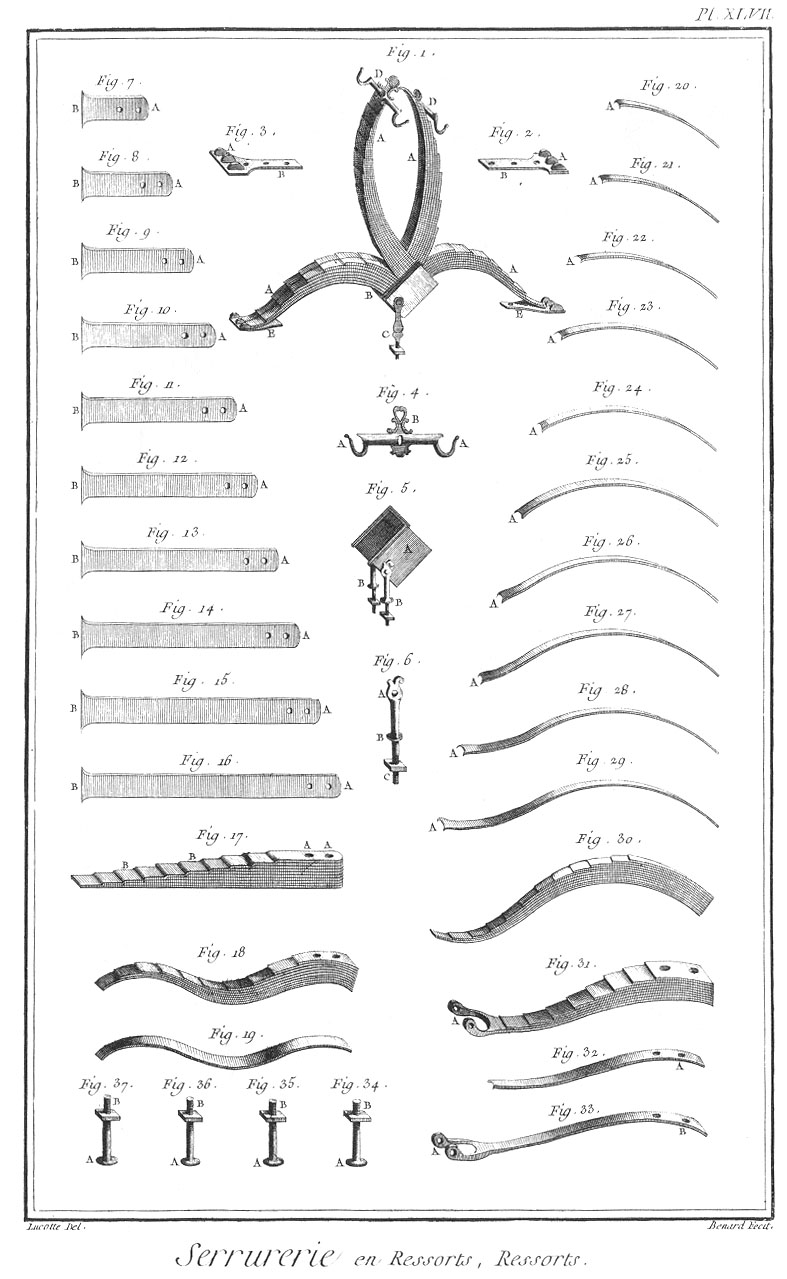 Pl. XLVII.
Fig. 1.
D
D
A
A
A
A
B
C
E
E
Fig. 7.
B A
Fig. 3.
A
B
Fig. 2.
A
B
Fig. 20.
A
Fig. 8.
B A
Fig. 21.
A
Fig. 9.
B A
Fig. 22.
A
Fig. 10.
B A
Fig. 23.
A
Fig. 11.
B A
Fig. 4.
B
A A
Fig. 24.
A
Fig. 12.
B A
Fig. 5.
A
B
B
Fig. 25.
A
Fig. 13.
B A
Fig. 26.
A
Fig. 14.
B A
Fig. 27.
A
Fig. 15.
B A
Fig. 6.
A
B
C
Fig. 28.
A
Fig. 16
B A
Fig. 29.
A
Fig. 17.
A A
B B
Fig. 30.
Fig. 18
Fig. 31.
A
Fig. 19.
Fig. 32.
A
Fig. 37. Fig. 36. Fig. 35. Fig. 34.
B B B B
A A A A
Fig. 33.
A B
Lucotte Del. Benard Fecit.
Serrurerie en Ressorts, Ressorts.